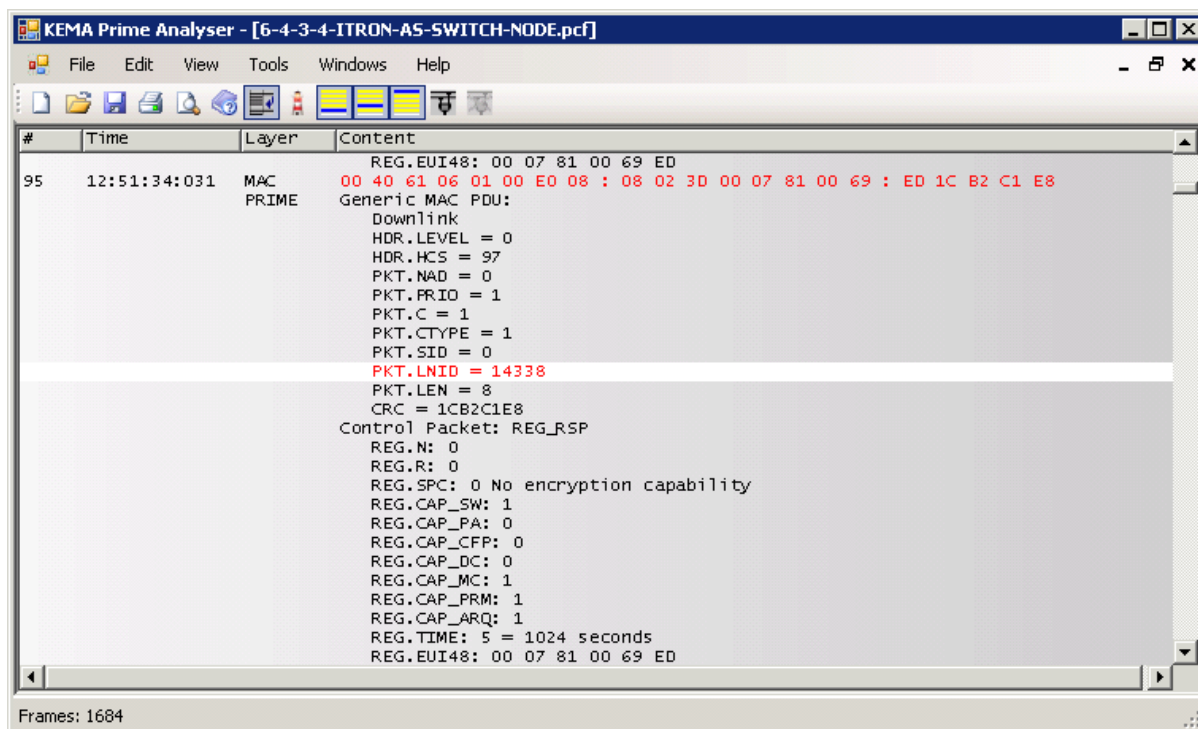 KEMA Prime Analyser - [6-4-3-4-ITRON-AS-SWITCH-NODE.pcf]
File Edit View Tools Windows Help
# Time Layer Content
REG.EUI48: 00 07 81 00 69 ED
95 12:51:34:031 MAC 00 40 61 06 01 00 E0 08 : 08 02 3D 00 07 81 00 69 : ED 1C B2 C1 E8
PRIME Generic MAC PDU:
Downlink
HDR.LEVEL = 0
HDR.HCS = 97
PKT.NAD = 0
PKT.PRIO = 1
PKT.C = 1
PKT.CTYPE = 1
PKT.SID = 0
PKT.LNID = 14338
PKT.LEN = 8
CRC = 1CB2C1E8
Control Packet: REG_RSP
REG.N: 0
REG.R: 0
REG.SPC: 0 No encryption capability
REG.CAP_SW: 1
REG.CAP_PA: 0
REG.CAP_CFP: 0
REG.CAP_DC: 0
REG.CAP_MC: 1
REG.CAP_PRM: 1
REG.CAP_ARQ: 1
REG.TIME: 5 = 1024 seconds
REG.EUI48: 00 07 81 00 69 ED
Frames: 1684